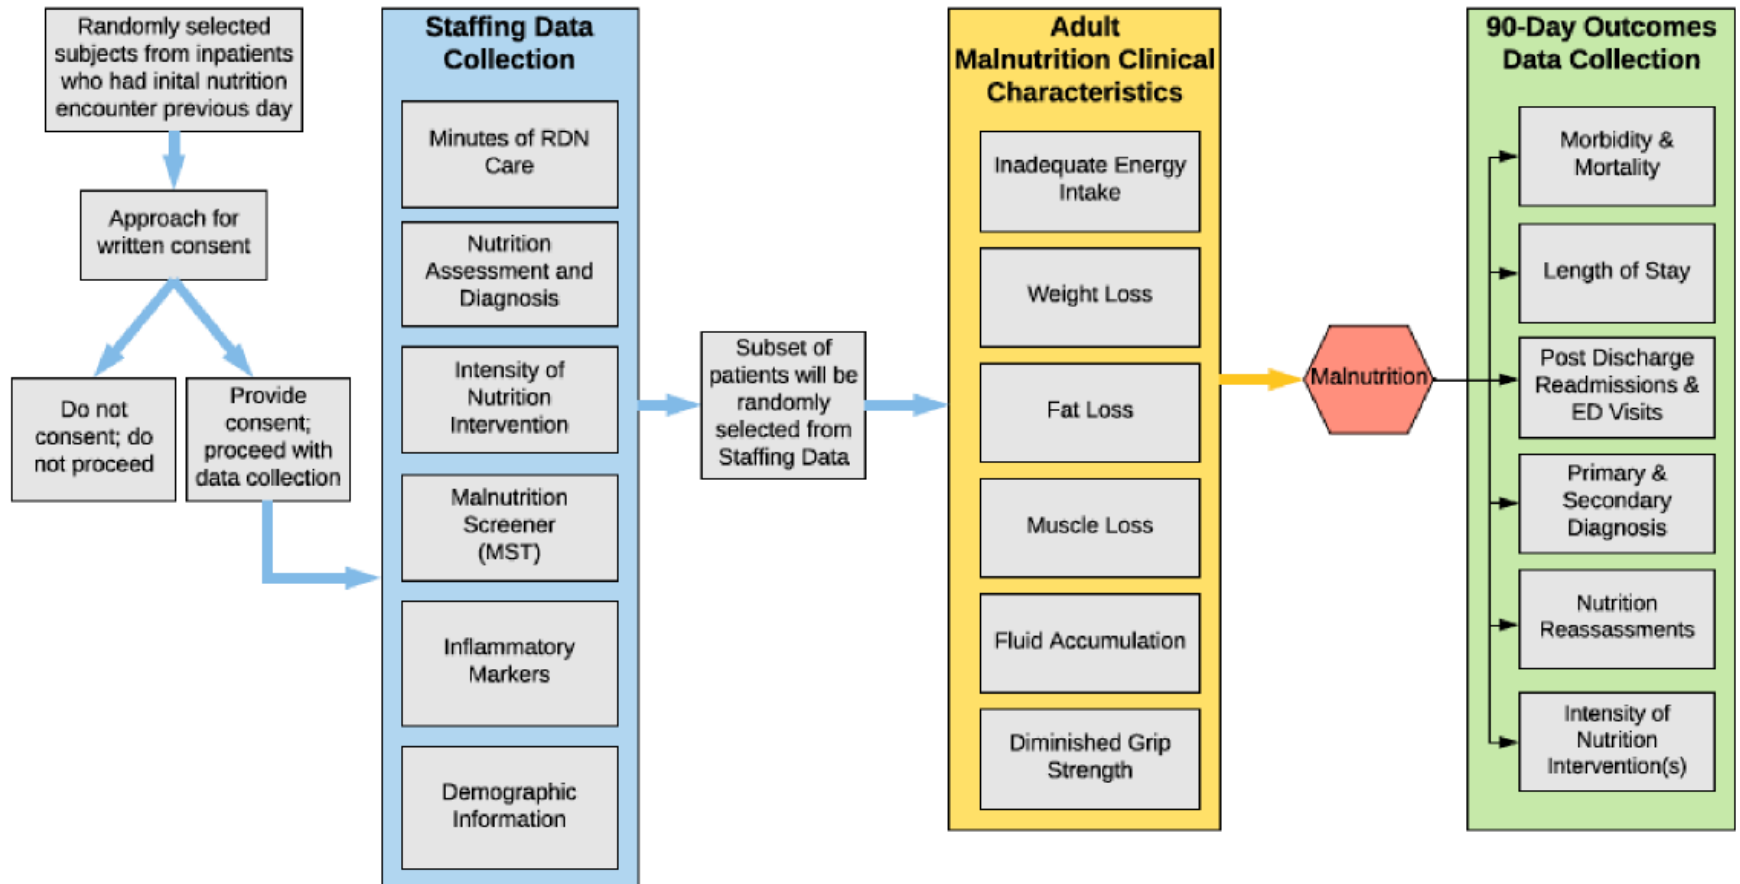 Randomly selected
subjects from inpatients
who had inital nutrition
encounter previous day
Approach for
written consent
Do not
consent; do
not proceed
Provide
consent;
proceed with
data collection
Staffing Data
Collection
Minutes of RDN
Care
Nutrition
Assessment and
Diagnosis
Intensity of
Nutrition
Intervention
Malnutrition
Screener
(MST)
Inflammatory
Markers
Demographic
Information
Subset of
patients will be
randomly
selected from
Staffing Data
Adult
Malnutrition Clinical
Characteristics
Inadequate Energy
Intake
Weight Loss
Fat Loss
Muscle Loss
Fluid Accumulation
Diminished Grip
Strength
Malnutrition
90-Day Outcomes
Data Collection
Morbidity &
Mortality
Length of Stay
Post Discharge
Readmissions &
ED Visits
Primary &
Secondary
Diagnosis
Nutrition
Reassassments
Intensity of
Nutrition
Intervention(s)